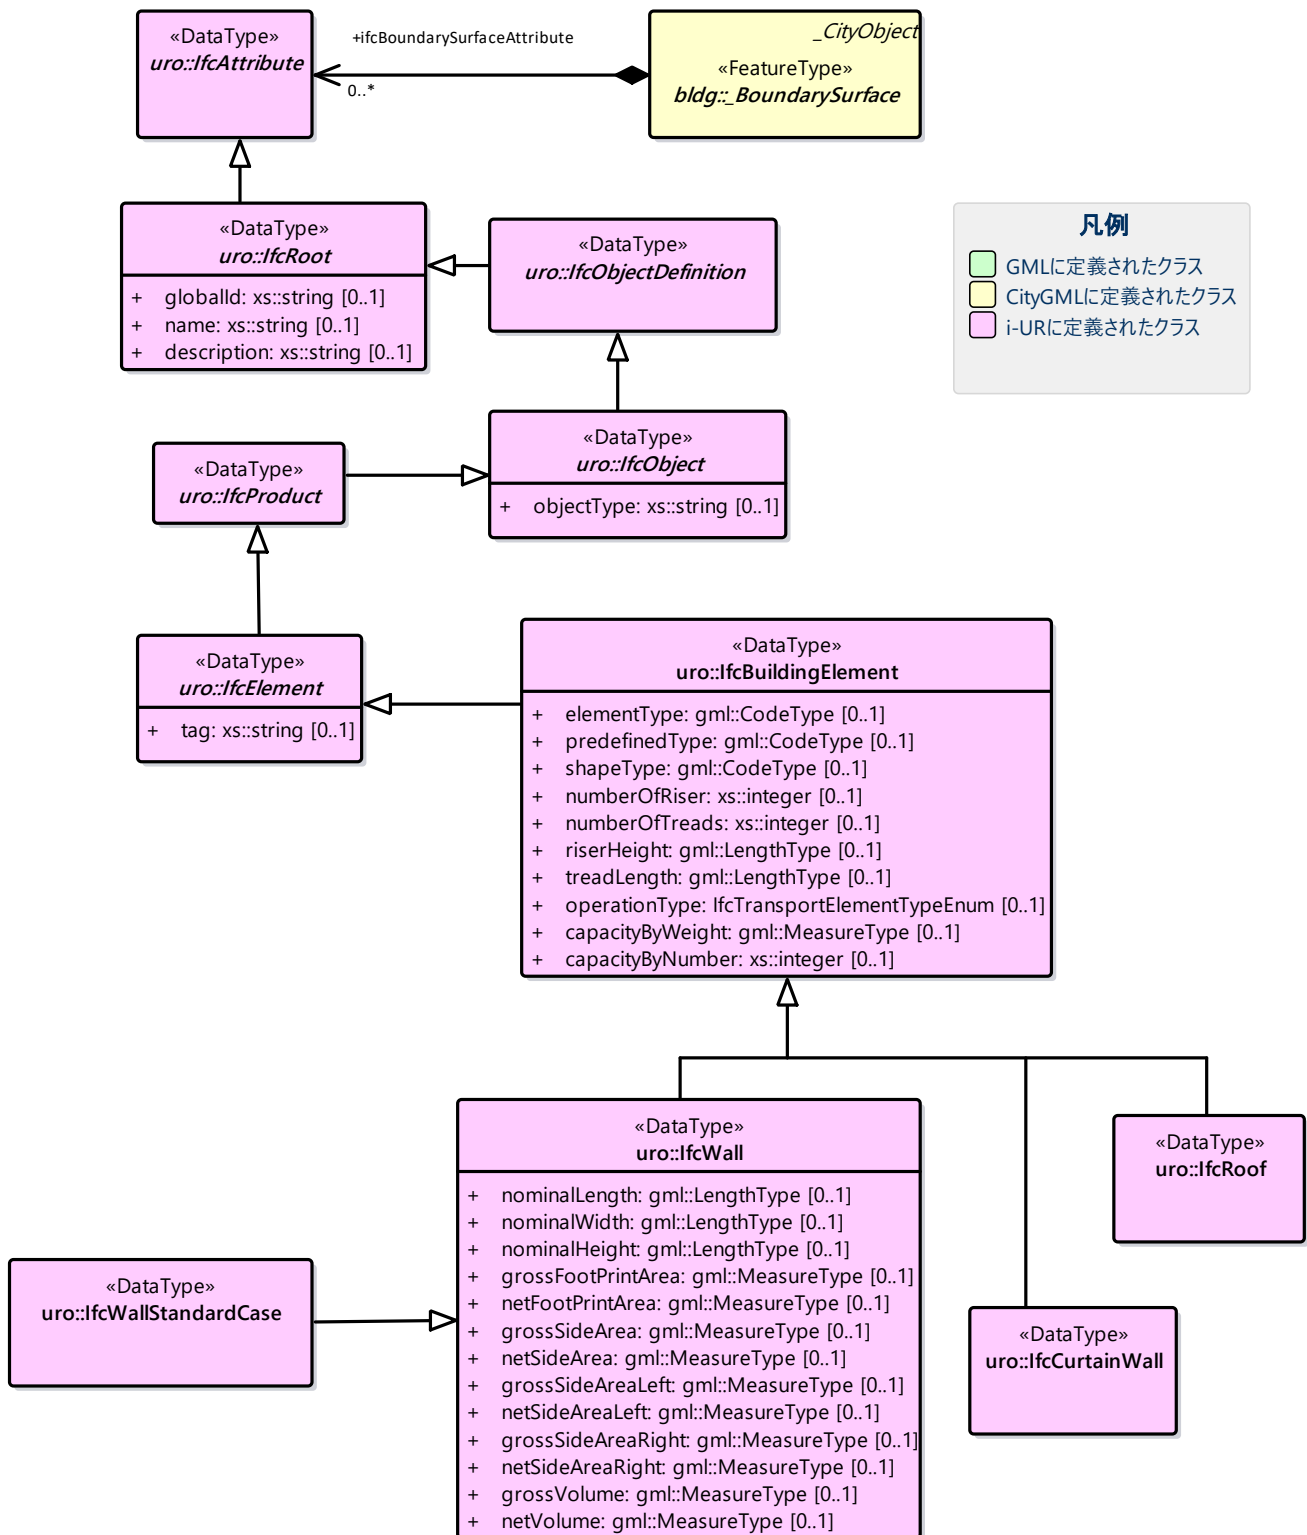 «DataType»
uro::IfcAttribute
+ifcBoundarySurfaceAttribute
0..*
_CityObject
«FeatureType»
bldg::_BoundarySurface
«DataType»
uro::IfcRoot
+ globalId: xs::string [0..1]
+ name: xs::string [0..1]
+ description: xs::string [0..1]
«DataType»
uro::IfcObjectDefinition
凡例
GMLに定義されたクラス
CityGMLに定義されたクラス
i-URに定義されたクラス
«DataType»
uro::IfcProduct
«DataType»
uro::IfcObject
+ objectType: xs::string [0..1]
«DataType»
uro::IfcElement
+ tag: xs::string [0..1]
«DataType»
uro::IfcBuildingElement
+ elementType: gml::CodeType [0..1]
+ predefinedType: gml::CodeType [0..1]
+ shapeType: gml::CodeType [0..1]
+ numberOfRiser: xs::integer [0..1]
+ numberOfTreads: xs::integer [0..1]
+ riserHeight: gml::LengthType [0..1]
+ treadLength: gml::LengthType [0..1]
+ operationType: IfcTransportElementTypeEnum [0..1]
+ capacityByWeight: gml::MeasureType [0..1]
+ capacityByNumber: xs::integer [0..1]
«DataType»
uro::IfcWall
+ nominalLength: gml::LengthType [0..1]
+ nominalWidth: gml::LengthType [0..1]
+ nominalHeight: gml::LengthType [0..1]
+ grossFootPrintArea: gml::MeasureType [0..1]
+ netFootPrintArea: gml::MeasureType [0..1]
+ grossSideArea: gml::MeasureType [0..1]
+ netSideArea: gml::MeasureType [0..1]
+ grossSideAreaLeft: gml::MeasureType [0..1]
+ netSideAreaLeft: gml::MeasureType [0..1]
+ grossSideAreaRight: gml::MeasureType [0..1]
+ netSideAreaRight: gml::MeasureType [0..1]
+ grossVolume: gml::MeasureType [0..1]
+ netVolume: gml::MeasureType [0..1]
«DataType»
uro::IfcRoof
«DataType»
uro::IfcWallStandardCase
«DataType»
uro::IfcCurtainWall